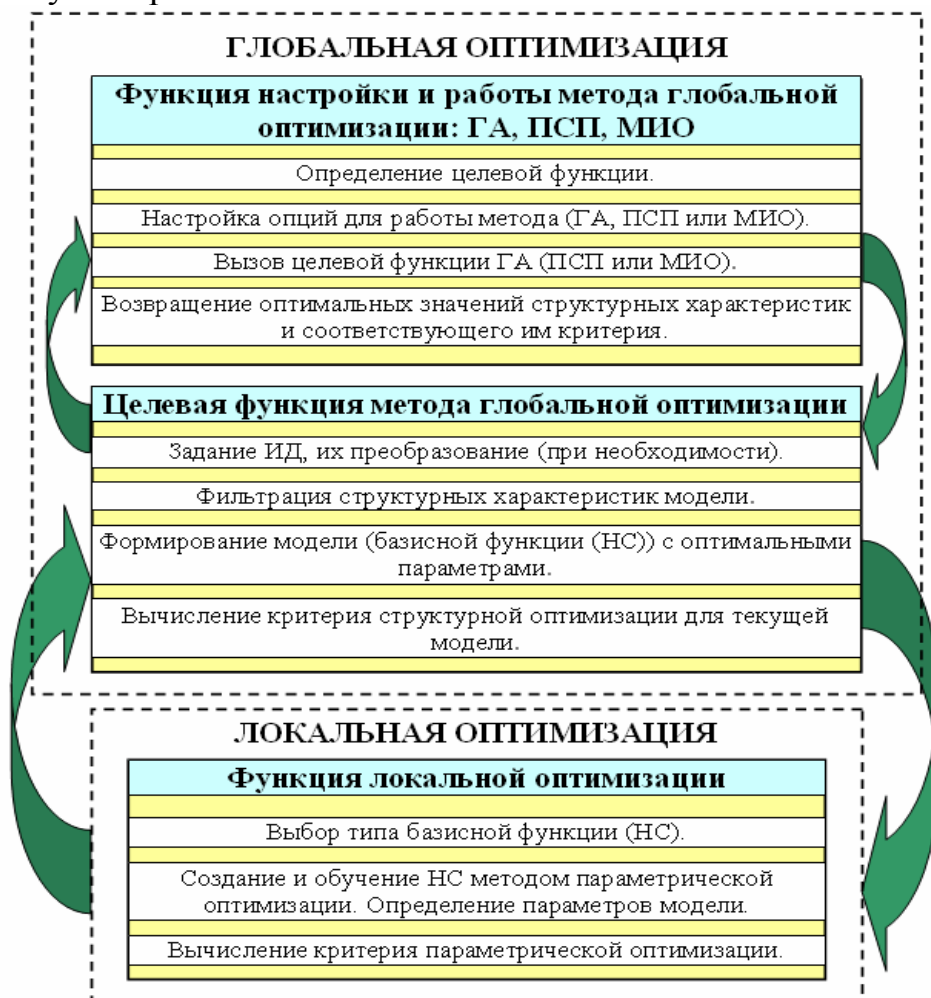 ГЛОБАЛЬНАЯ ОПТИМИЗАЦИЯ
Функция настройки и работы метода глобальной
оптимизации: ГА, ПСП, МИО
Определение целевой функции.
Настройка опций для работы метода (ГА, ПСП или МИО).
Вызов целевой функции ГА (ПСП или МИО).
Возвращение оптимальных значений структурных характеристик
и соответствующего им критерия.
Целевая функция метода глобальной оптимизации
Задание ИД, их преобразование (при необходимости).
Фильтрация структурных характеристик модели.
Формирование модели (базисной функции (НС)) с оптимальными
параметрами.
Вычисление критерия структурной оптимизации для текущей
модели.
ЛОКАЛЬНАЯ ОПТИМИЗАЦИЯ
Функция локальной оптимизации
Выбор типа базисной функции (НС).
Создание и обучение НС методом параметрической
оптимизации. Определение параметров модели.
Вычисление критерия параметрической оптимизации.